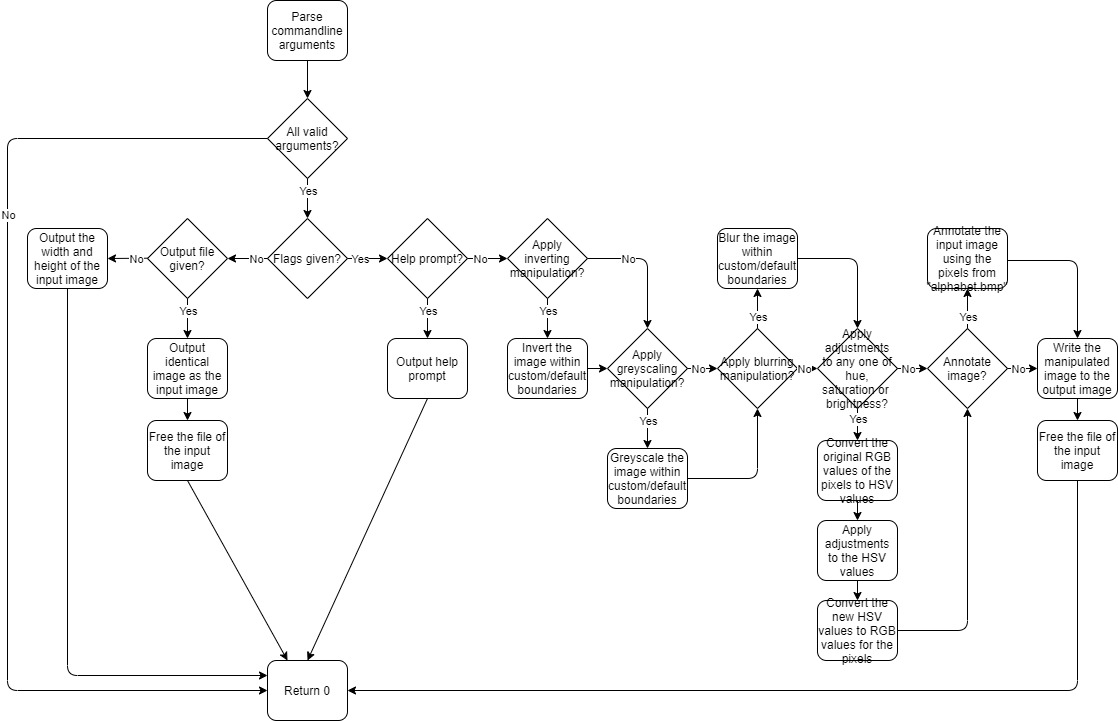 Parse
commandline
arguments
All valid
arguments?
No
Yes
Output the
width and
height of the
input image
No
Output file
given?
No
Flags given?
Yes
Help prompt?
No
Apply
inverting
manipulation?
No
Blur the image
within
custom/default
boundaries
Annotate the
input image
using the
pixels from
'alphabet.bmp'
Yes
Yes
Yes
Yes
Yes
Output
identical
image as the
input image
Output help
prompt
Invert the
image within
custom/default
boundaries
Apply
greyscaling
manipulation?
No
Apply blurring
manipulation?
No
Apply
adjustments
to any one of
hue,
saturation or
brightness?
No
Annotate
image?
No
Write the
manipulated
image to the
output image
Yes
Yes
Free the file of
the input
image
Greyscale the
image within
custom/default
boundaries
Convert the
original RGB
values of the
pixels to HSV
values
Free the file of
the input
image
Apply
adjustments
to the HSV
values
Convert the
new HSV
values to RGB
values for the
pixels
Return 0